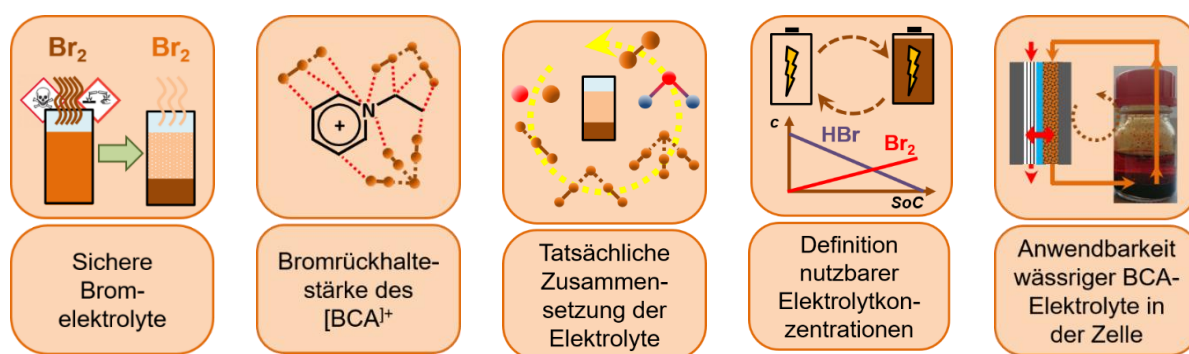 Br2
Br2
N
+
c
HBr
Br2
SoC
Sichere
Brom-
elektrolyte
Bromrückhalte-
stärke des
[BCA]+
Tatsächliche
Zusammen-
setzung der
Elektrolyte
Definition
nutzbarer
Elektrolytkon-
zentrationen
Anwendbarkeit
wässriger BCA-
Elektrolyte in
der Zelle